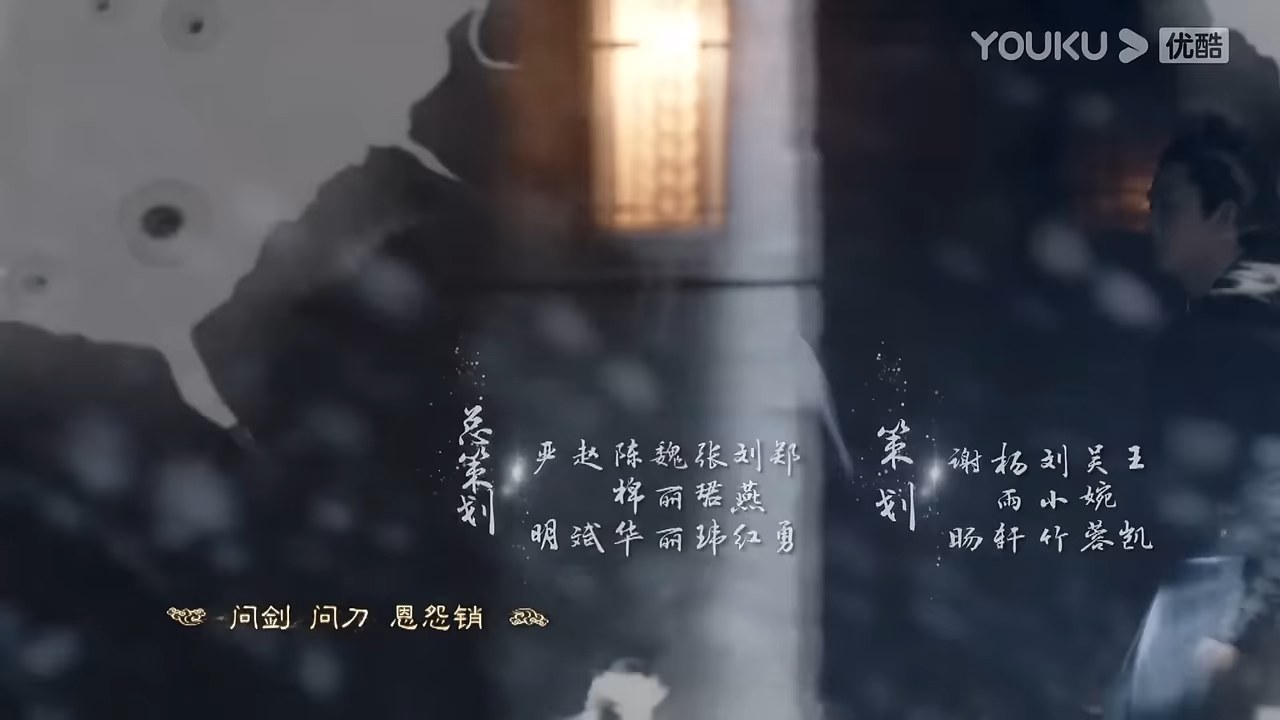 YOUKU 优酷
总策划
严明
赵斌
陈梓华
魏丽丽
张珺玮
刘燕红
郑勇
策划
谢旸
杨雨轩
刘小竹
吴婉蓉
王凯
问剑 问刀 恩怨销